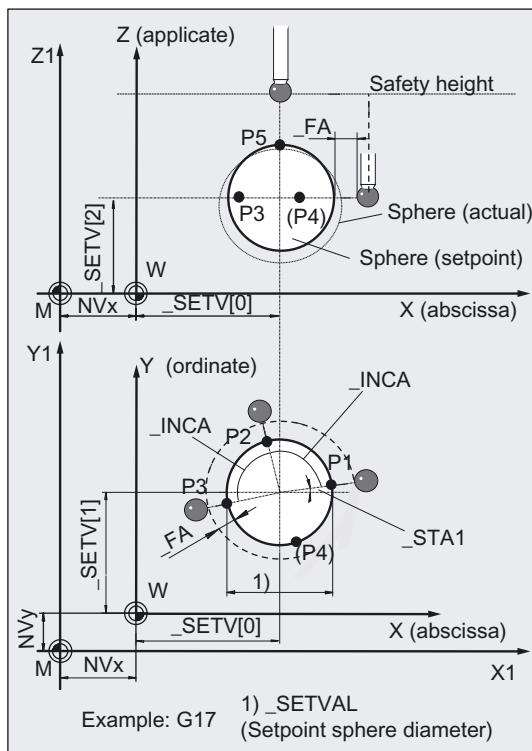 Z1
Z (applicate)
Safety height
_FA
P5
P3
(P4)
Sphere (actual)
Sphere (setpoint)
_SETV[2]
W
M
NVx
_SETV[0]
X (abscissa)
Y1
Y (ordinate)
_INCA
_INCA
P2
P1
P3
_STA1
_FA
(P4)
_SETV[1]
1)
W
NVy
_SETV[0]
X (abscissa)
M
NVx
X1
Example: G17
1) _SETVAL
(Setpoint sphere diameter)